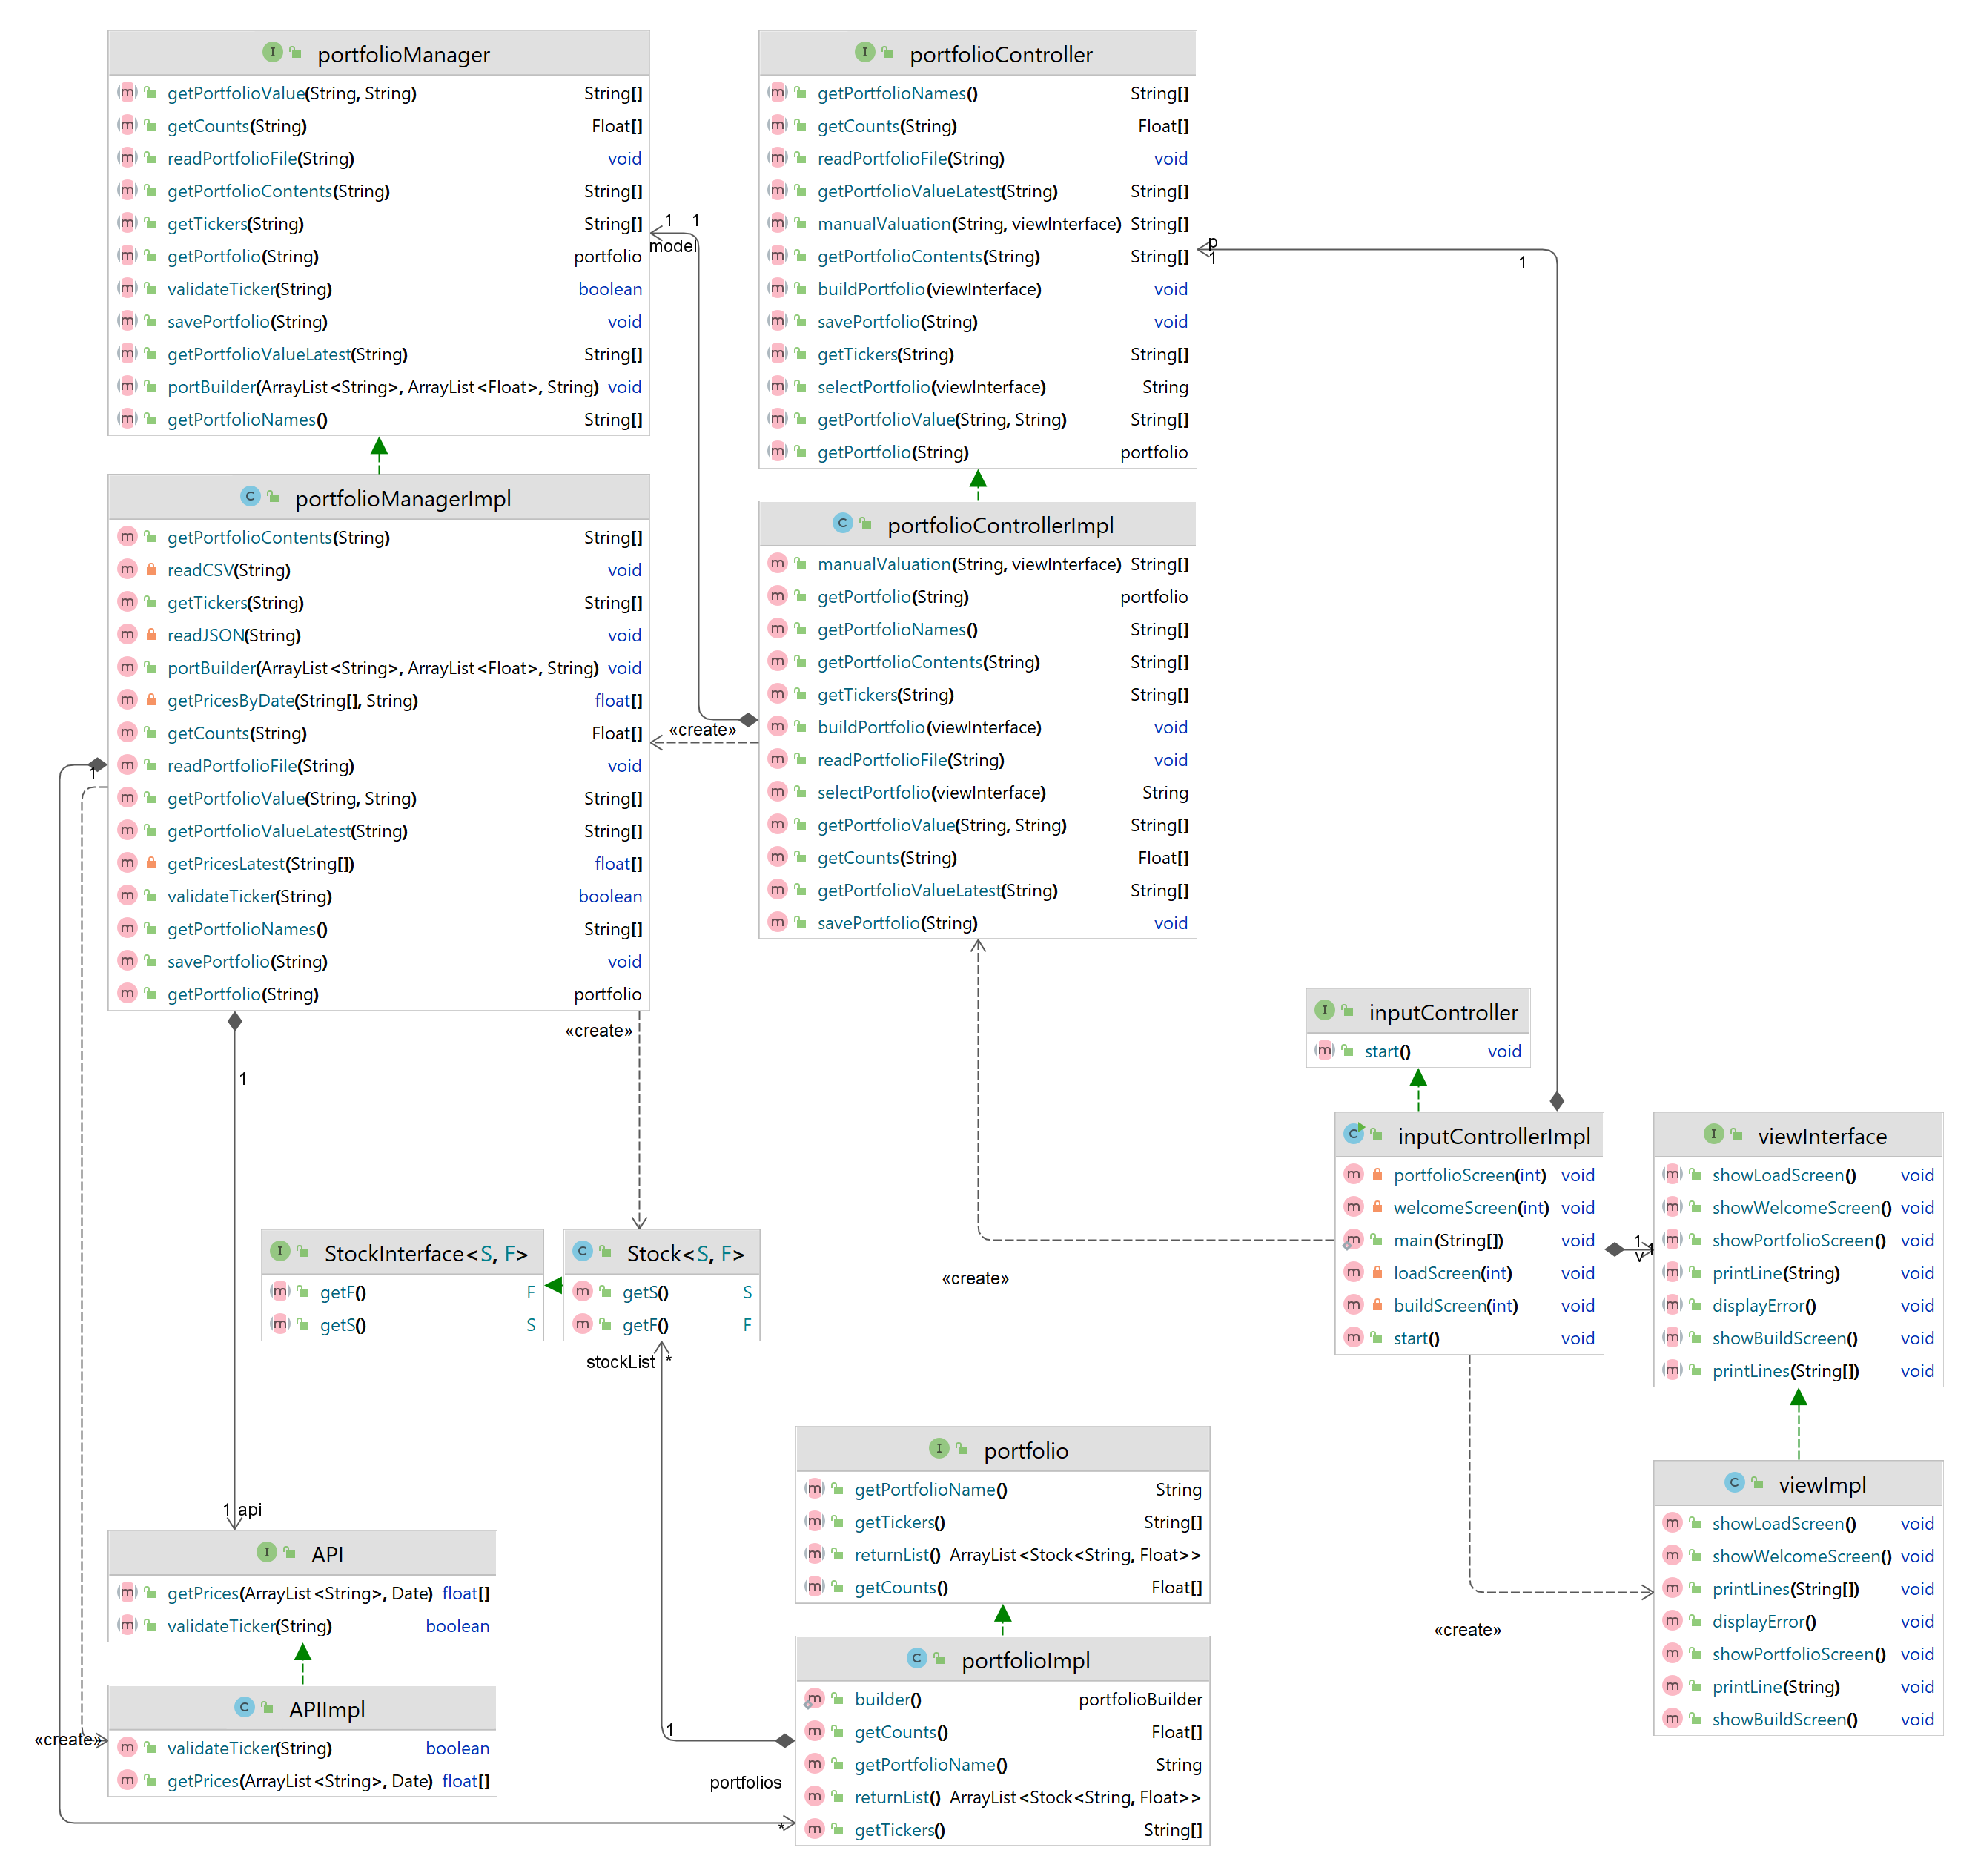 portfolioManager
getPortfolioValue(String, String) String[]
getCounts(String) Float[]
readPortfolioFile(String) void
getPortfolioContents(String) String[]
getTickers(String) String[]
getPortfolio(String) portfolio
validateTicker(String) boolean
savePortfolio(String) void
getPortfolioValueLatest(String) String[]
portBuilder(ArrayList<String>, ArrayList<Float>, String) void
getPortfolioNames() String[]
portfolioController
getPortfolioNames() String[]
getCounts(String) Float[]
readPortfolioFile(String) void
getPortfolioValueLatest(String) String[]
manualValuation(String, viewInterface) String[]
getPortfolioContents(String) String[]
buildPortfolio(viewInterface) void
savePortfolio(String) void
getTickers(String) String[]
selectPortfolio(viewInterface) String
getPortfolioValue(String, String) String[]
getPortfolio(String) portfolio
1 1
model
p
1
1
portfolioManagerImpl
getPortfolioContents(String) String[]
readCSV(String) void
getTickers(String) String[]
readJSON(String) void
portBuilder(ArrayList<String>, ArrayList<Float>, String) void
getPricesByDate(String[], String) float[]
getCounts(String) Float[]
readPortfolioFile(String) void
getPortfolioValue(String, String) String[]
getPortfolioValueLatest(String) String[]
getPricesLatest(String[]) float[]
validateTicker(String) boolean
getPortfolioNames() String[]
savePortfolio(String) void
getPortfolio(String) portfolio
portfolioControllerImpl
manualValuation(String, viewInterface) String[]
getPortfolio(String) portfolio
getPortfolioNames() String[]
getPortfolioContents(String) String[]
getTickers(String) String[]
buildPortfolio(viewInterface) void
readPortfolioFile(String) void
selectPortfolio(viewInterface) String
getPortfolioValue(String, String) String[]
getCounts(String) Float[]
getPortfolioValueLatest(String) String[]
savePortfolio(String) void
«create»
1
«create»
1
inputController
start() void
inputControllerImpl
portfolioScreen(int) void
welcomeScreen(int) void
main(String[]) void
loadScreen(int) void
buildScreen(int) void
start() void
1
v 1
viewInterface
showLoadScreen() void
showWelcomeScreen() void
showPortfolioScreen() void
printLine(String) void
displayError() void
showBuildScreen() void
printLines(String[]) void
StockInterface<S, F>
getF() F
getS() S
Stock<S, F>
getS() S
getF() F
«create»
stockList *
portfolio
getPortfolioName() String
getTickers() String[]
returnList() ArrayList<Stock<String, Float>>
getCounts() Float[]
viewImpl
showLoadScreen() void
showWelcomeScreen() void
printLines(String[]) void
displayError() void
showPortfolioScreen() void
printLine(String) void
showBuildScreen() void
«create»
1 api
API
getPrices(ArrayList<String>, Date) float[]
validateTicker(String) boolean
APIImpl
validateTicker(String) boolean
getPrices(ArrayList<String>, Date) float[]
«create»
portfolioImpl
builder() portfolioBuilder
getCounts() Float[]
getPortfolioName() String
returnList() ArrayList<Stock<String, Float>>
getTickers() String[]
1
portfolios
*